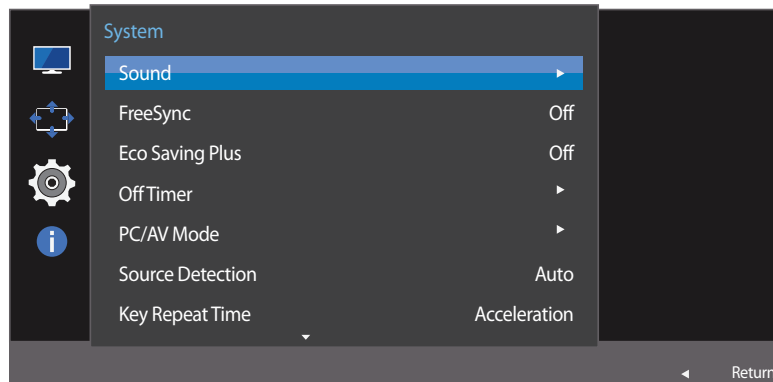 System
Sound
FreeSync Off
Eco Saving Plus Off
Off Timer
PC/AV Mode
Source Detection Auto
Key Repeat Time Acceleration
Return